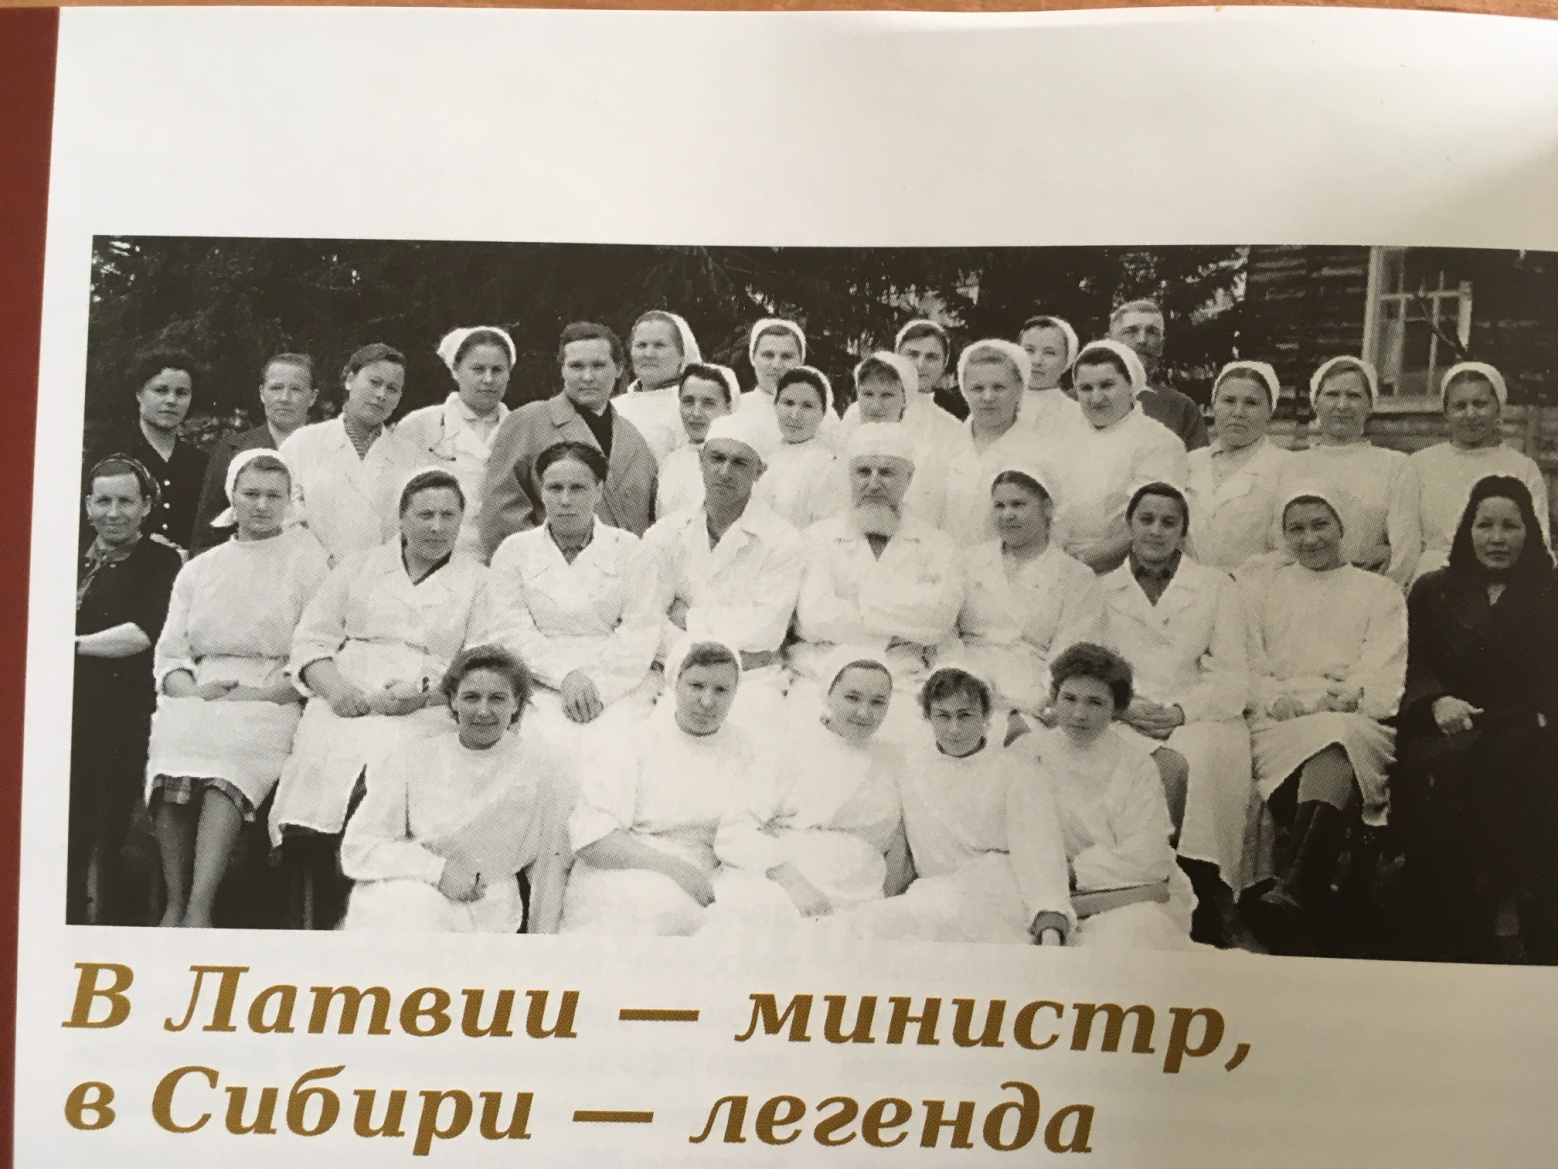 В Латвии — министр,
в Сибири — легенда